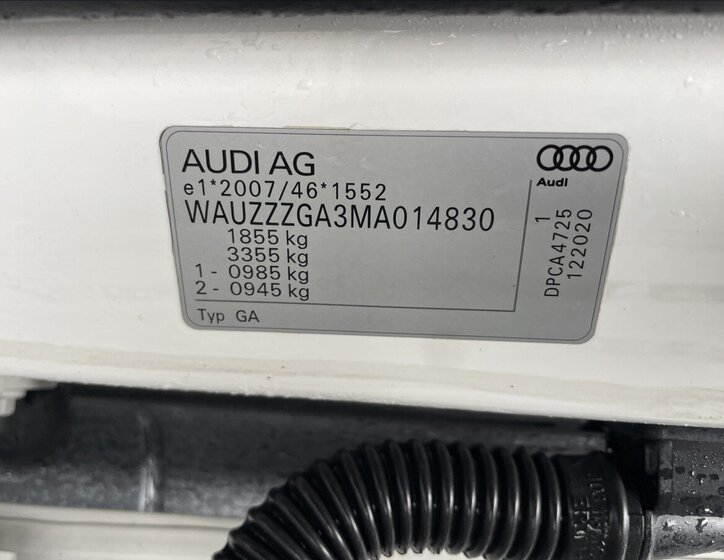 AUDI AG
Audi
e1*2007/46*1552
WAUZZZGA3MA014830
1855 kg
3355 kg
1 - 0985 kg
2 - 0945 kg
Typ GA
DPCA4725 1
122020